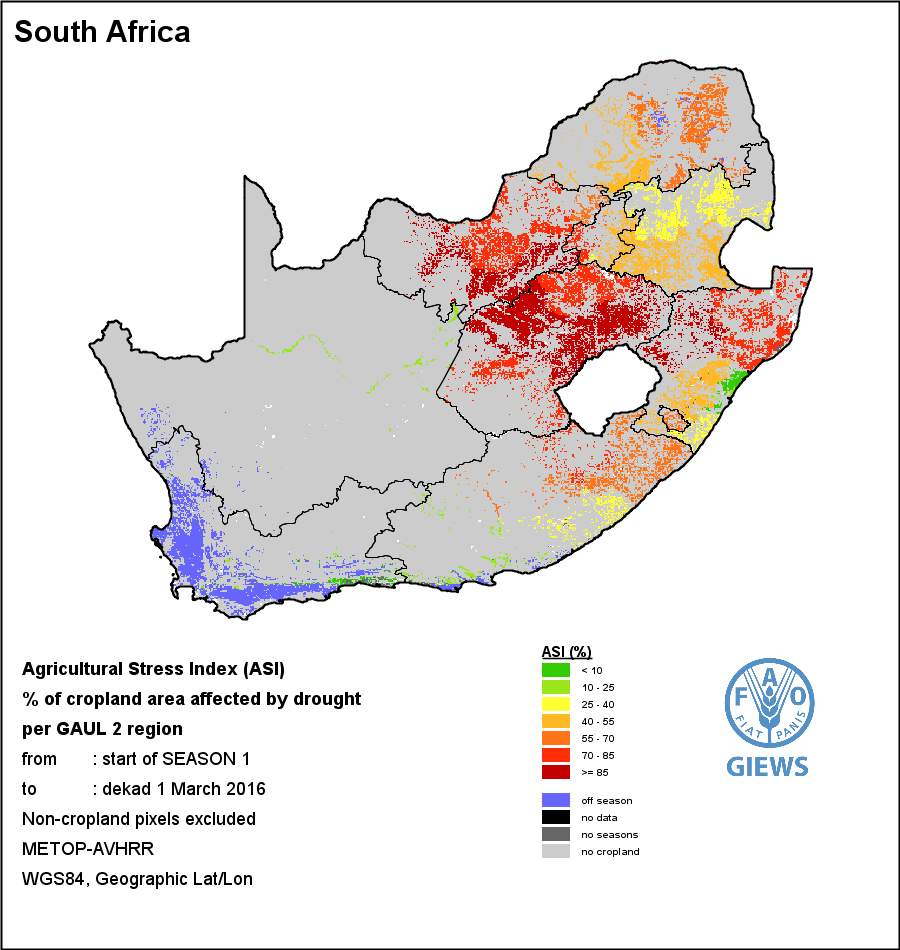 South Africa
Agricultural Stress Index (ASI)
% of cropland area affected by drought
per GAUL 2 region
from : start of SEASON 1
to : dekad 1 March 2016
Non-cropland pixels excluded
METOP-AVHRR
WGS84, Geographic Lat/Lon
ASI (%)
< 10
10 - 25
25 - 40
40 - 55
55 - 70
70 - 85
>= 85
off season
no data
no seasons
no cropland
F A O
FIAT PANIS
GIEWS